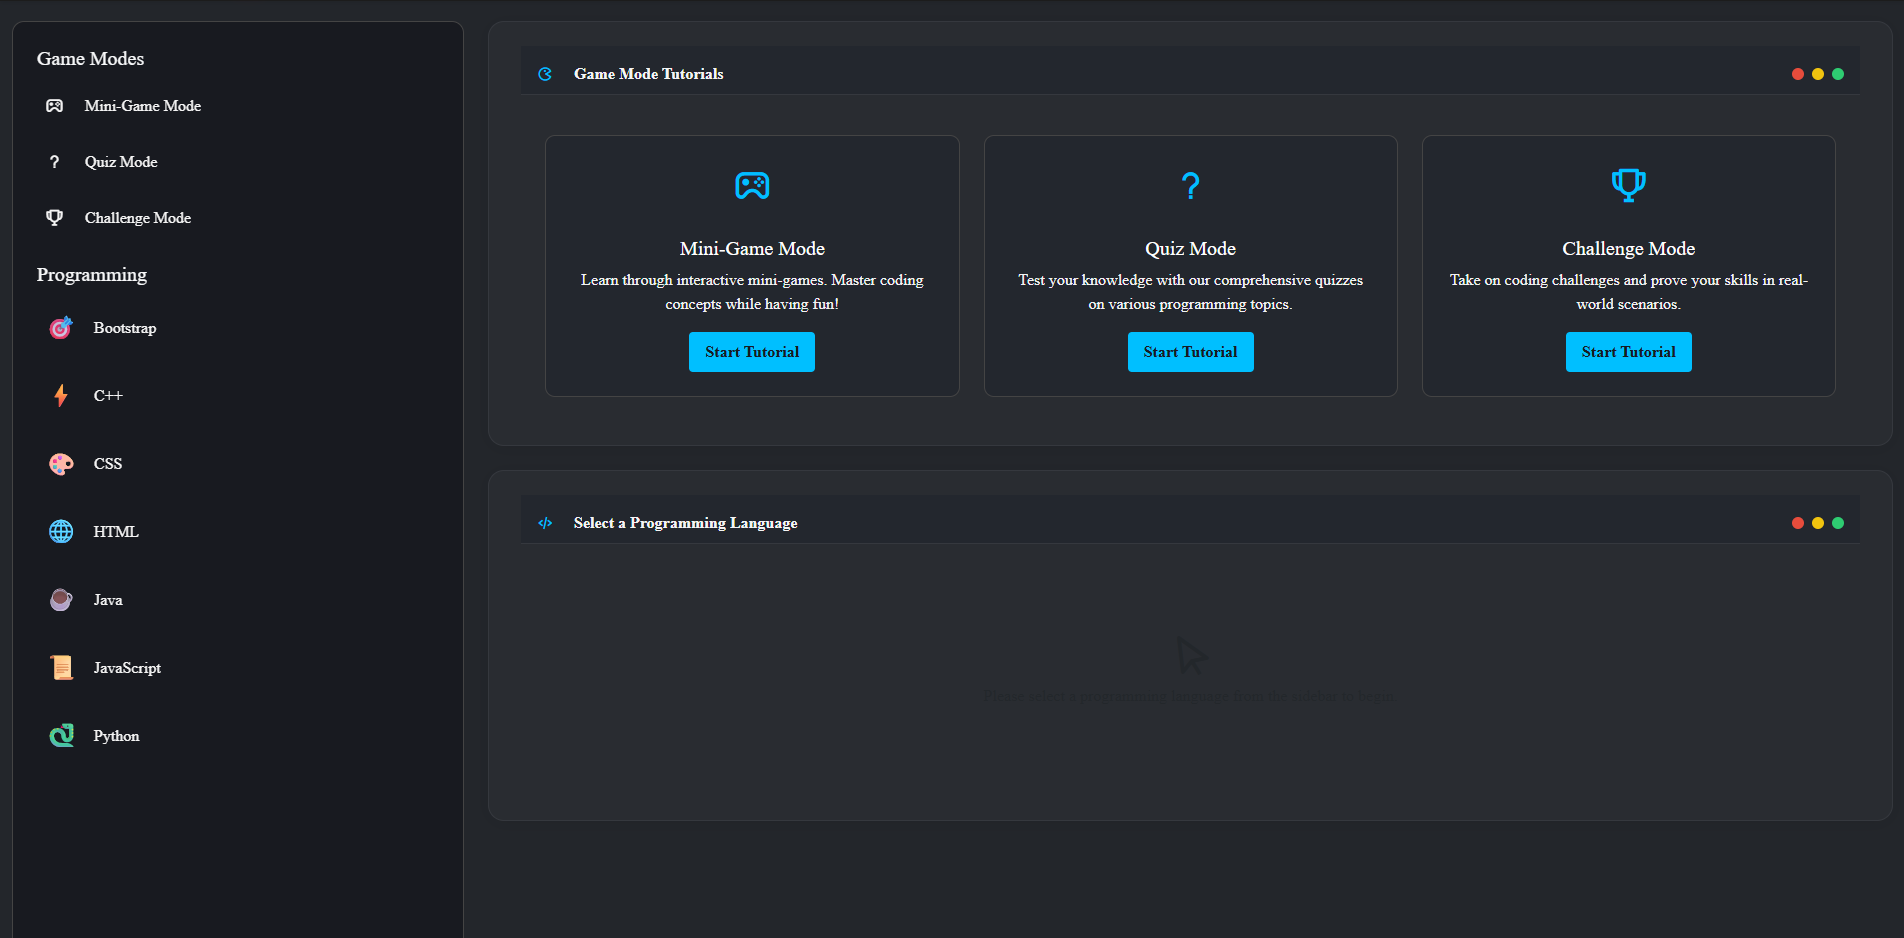 Game Modes
Mini-Game Mode
Quiz Mode
Challenge Mode
Programming
Bootstrap
C++
CSS
HTML
Java
JavaScript
Python
Game Mode Tutorials
Mini-Game Mode
Learn through interactive mini-games. Master coding
concepts while having fun!
Start Tutorial
Quiz Mode
Test your knowledge with our comprehensive quizzes
on various programming topics.
Start Tutorial
Challenge Mode
Take on coding challenges and prove your skills in real-
world scenarios.
Start Tutorial
Select a Programming Language
Please select a programming language from the sidebar to begin